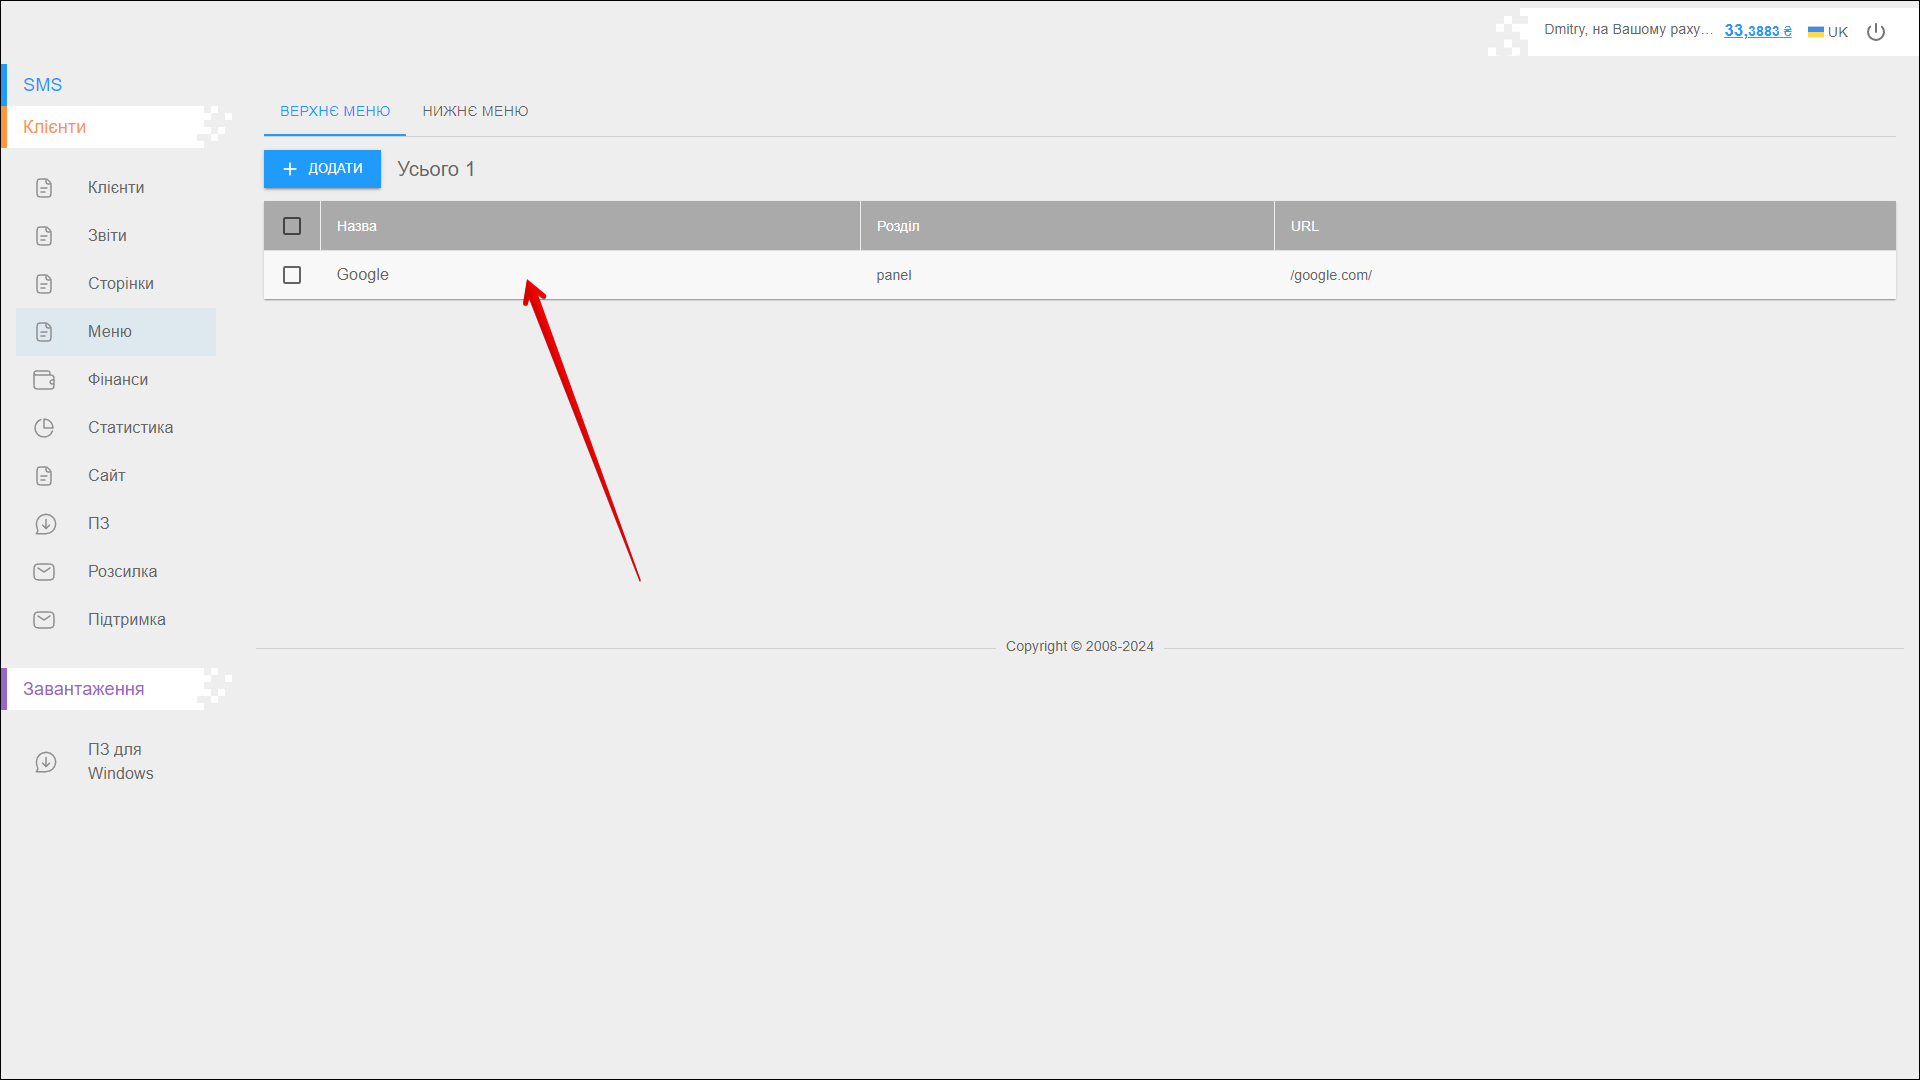 Dmitry, на Вашому раху... 33,3883 ₴ UK
SMS
Клієнти
Клієнти
Звіти
Сторінки
Меню
Фінанси
Статистика
Сайт
ПЗ
Розсилка
Підтримка
Завантаження
ПЗ для
Windows
ВЕРХНЄ МЕНЮ НИЖНЄ МЕНЮ
ДОДАТИ Усього 1
Назва Розділ URL
Google panel /google.com/
Copyright © 2008-2024